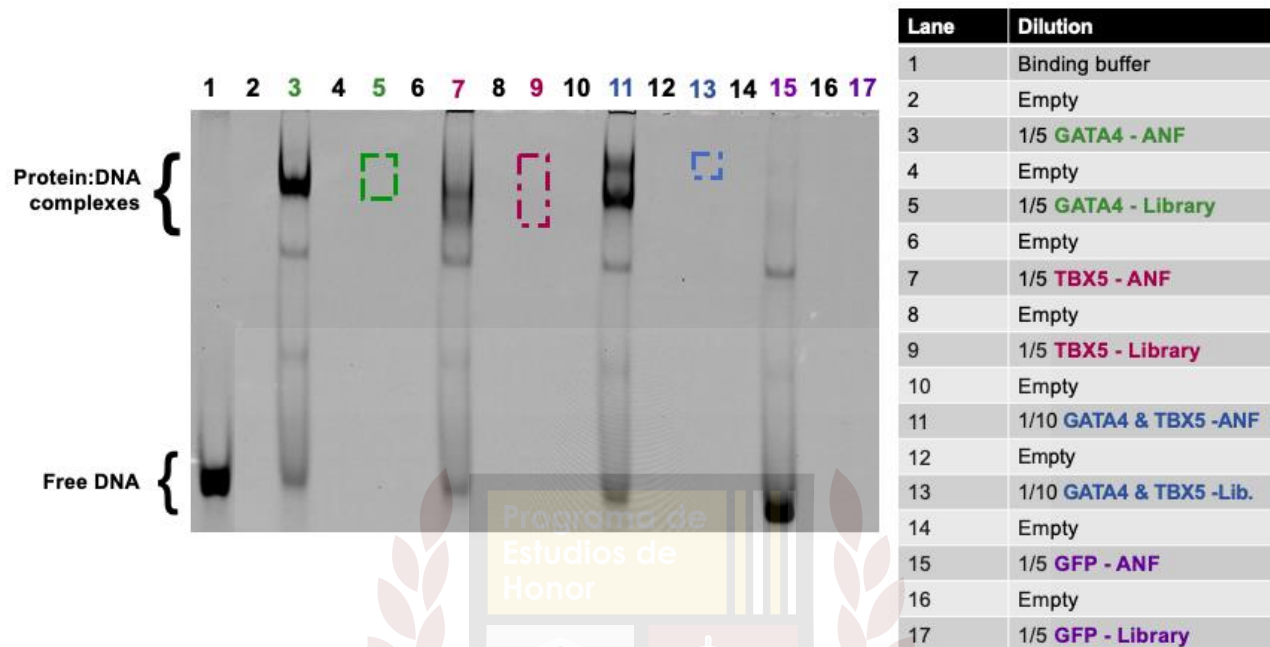 1 2 3 4 5 6 7 8 9 10 11 12 13 14 15 16 17
Protein:DNA
complexes
{
Free DNA
{
Programa de
Estudios de
Honor
Lane Dilution
1 Binding buffer
2 Empty
3 1/5 GATA4 - ANF
4 Empty
5 1/5 GATA4 - Library
6 Empty
7 1/5 TBX5 - ANF
8 Empty
9 1/5 TBX5 - Library
10 Empty
11 1/10 GATA4 & TBX5 -ANF
12 Empty
13 1/10 GATA4 & TBX5 -Lib.
14 Empty
15 1/5 GFP - ANF
16 Empty
17 1/5 GFP - Library